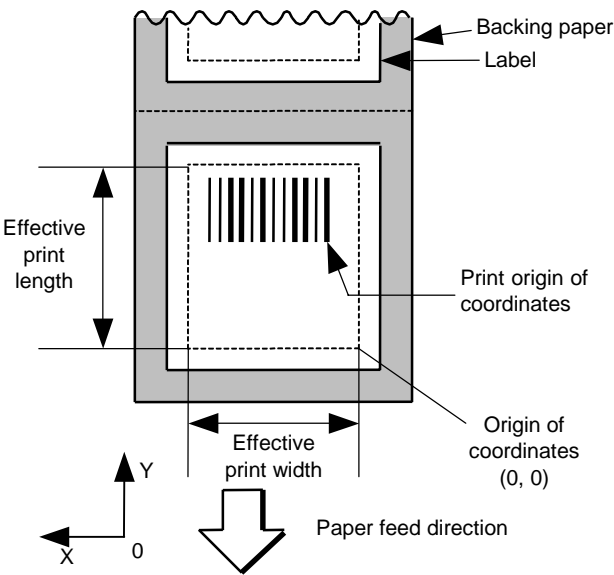 Backing paper
Label
Effective
print
length
Print origin of
coordinates
Origin of
coordinates
(0, 0)
Effective
print width
Y
X
0
Paper feed direction